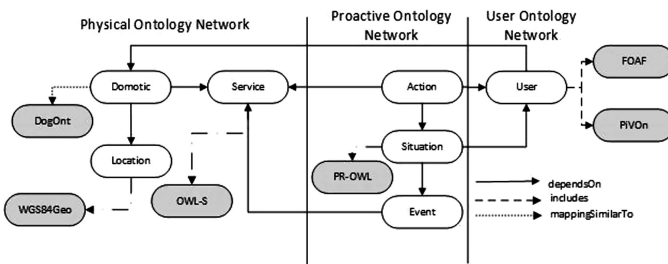 Physical Ontology Network
Proactive Ontology
Network
User Ontology
Network
Domotic
Service
Action
User
FOAF
DogOnt
PiVOn
Location
Situation
PR-OWL
OWL-S
WGS84Geo
Event
dependsOn
includes
mappingSimilarTo